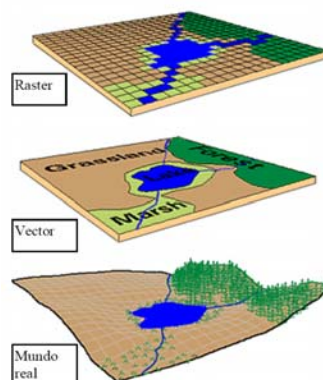 Raster
Grassland
Forest
Lake
Marsh
Vector
Mundo
real